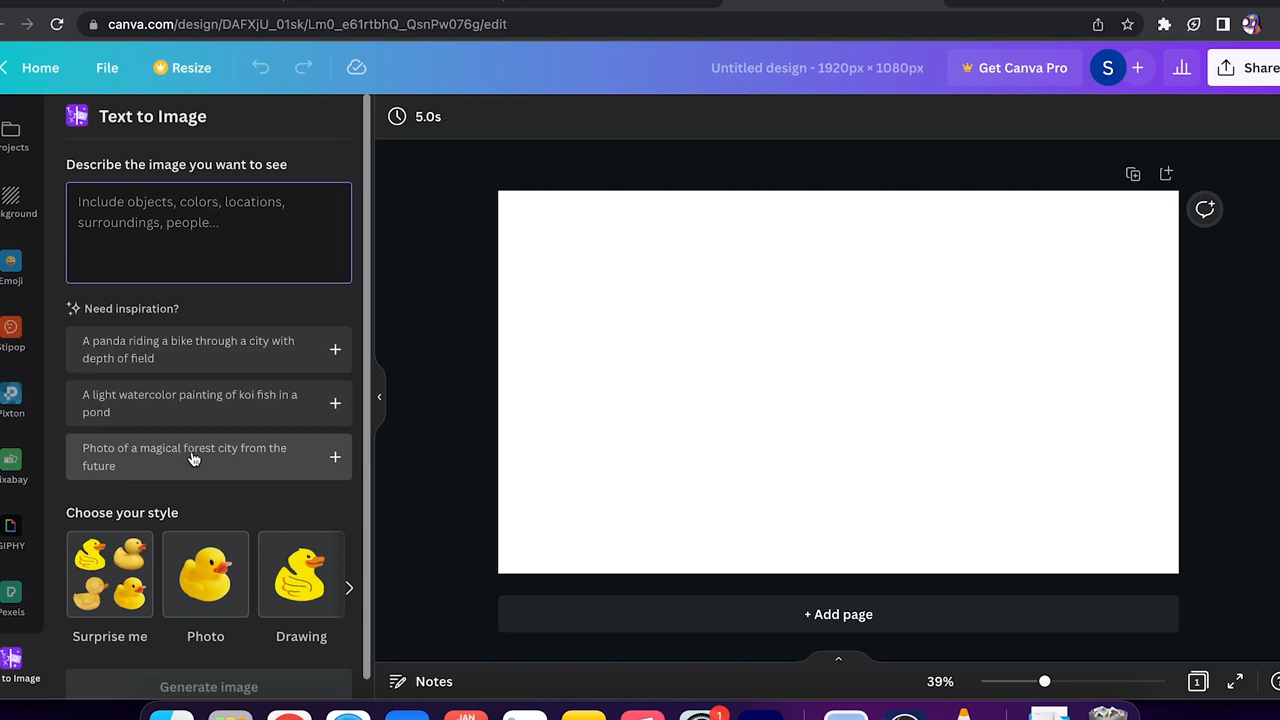 canva.com/design/DAFXjU_01sk/Lm0_e61rtbhQ_QsnPw076g/edit
Home File Resize Untitled design - 1920px × 1080px Get Canva Pro S + Share
Text to Image
5.0s
rojects
Describe the image you want to see
Include objects, colors, locations,
surroundings, people...
kground
Emoji
Need inspiration?
A panda riding a bike through a city with
depth of field
Stipop
A light watercolor painting of koi fish in a
pond
Pixton
Photo of a magical forest city from the
future
ixabay
Choose your style
GIPHY
Pexels
Surprise me Photo Drawing
+ Add page
to Image
Generate image
Notes 39% 1
JAN 1